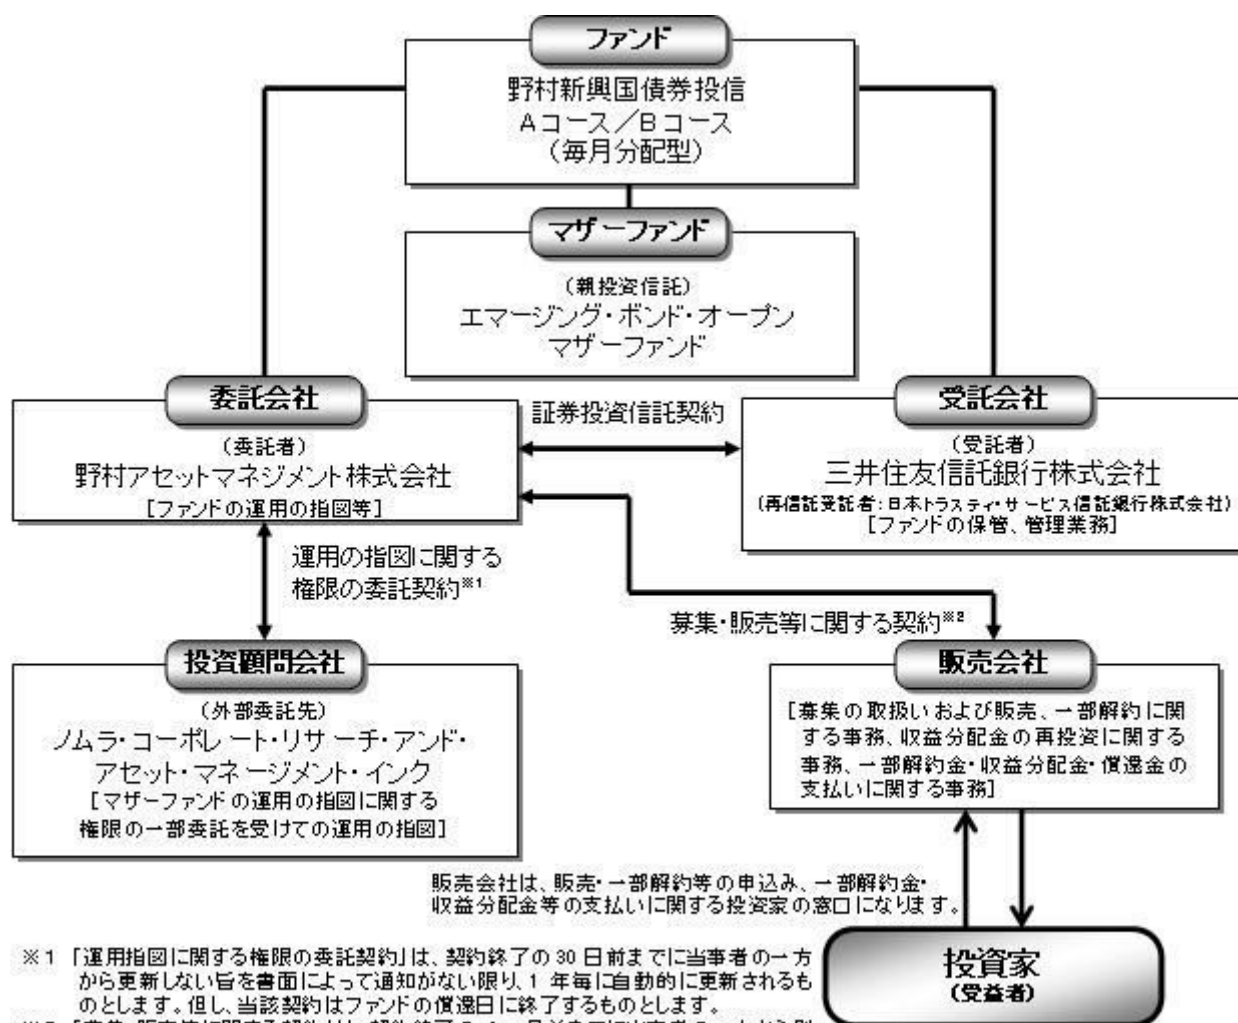 ファンド
野村新興国債券投信
Aコース／Bコース
（毎月分配型）
マザーファンド
（親投資信託）
エマージング・ボンド・オープン
マザーファンド
委託会社
（委託者）
野村アセットマネジメント株式会社
［ファンドの運用の指図等］
証券投資信託契約
受託会社
（受託者）
三井住友信託銀行株式会社
（再信託受託者：日本トラスティ・サービス信託銀行株式会社）
［ファンドの保管、管理業務］
運用の指図に関する
権限の委託契約※1
募集・販売等に関する契約※2
投資顧問会社
（外部委託先）
ノムラ・コーポレート・リサーチ・アンド・
アセット・マネージメント・インク
［マザーファンドの運用の指図に関する
権限の一部委託を受けての運用の指図］
販売会社
［募集の取扱いおよび販売、一部解約に関
する事務、収益分配金の再投資に関する
事務、一部解約金・収益分配金・償還金の
支払いに関する事務］
販売会社は、販売・一部解約等の申込み、一部解約金・
収益分配金等の支払いに関する投資家の窓口になります。
投資家
（受益者）
※1 「運用指図に関する権限の委託契約」は、契約終了の 30 日前までに当事者の一方
から更新しない旨を書面によって通知がない限り、1 年毎に自動的に更新されるも
のとします。但し、当該契約はファンドの償還日に終了するものとします。